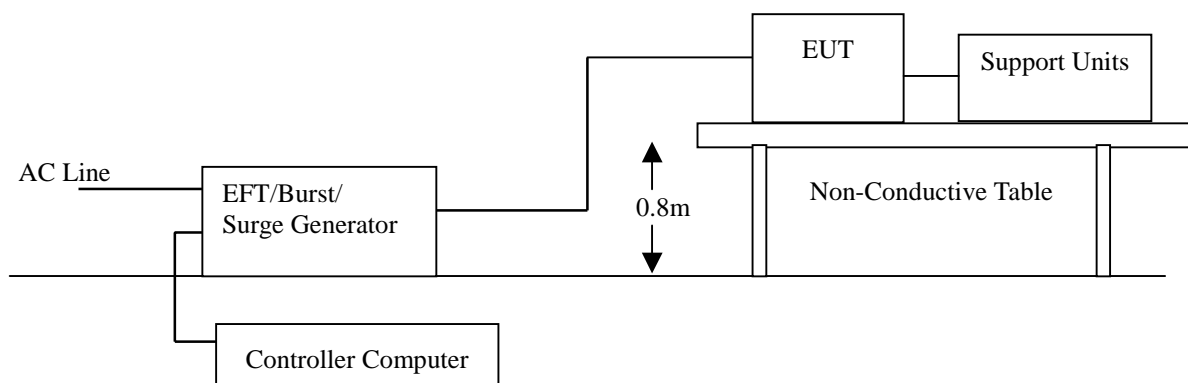 EUT
Support Units
AC Line
EFT/Burst/
Surge Generator
0.8m
Non-Conductive Table
Controller Computer